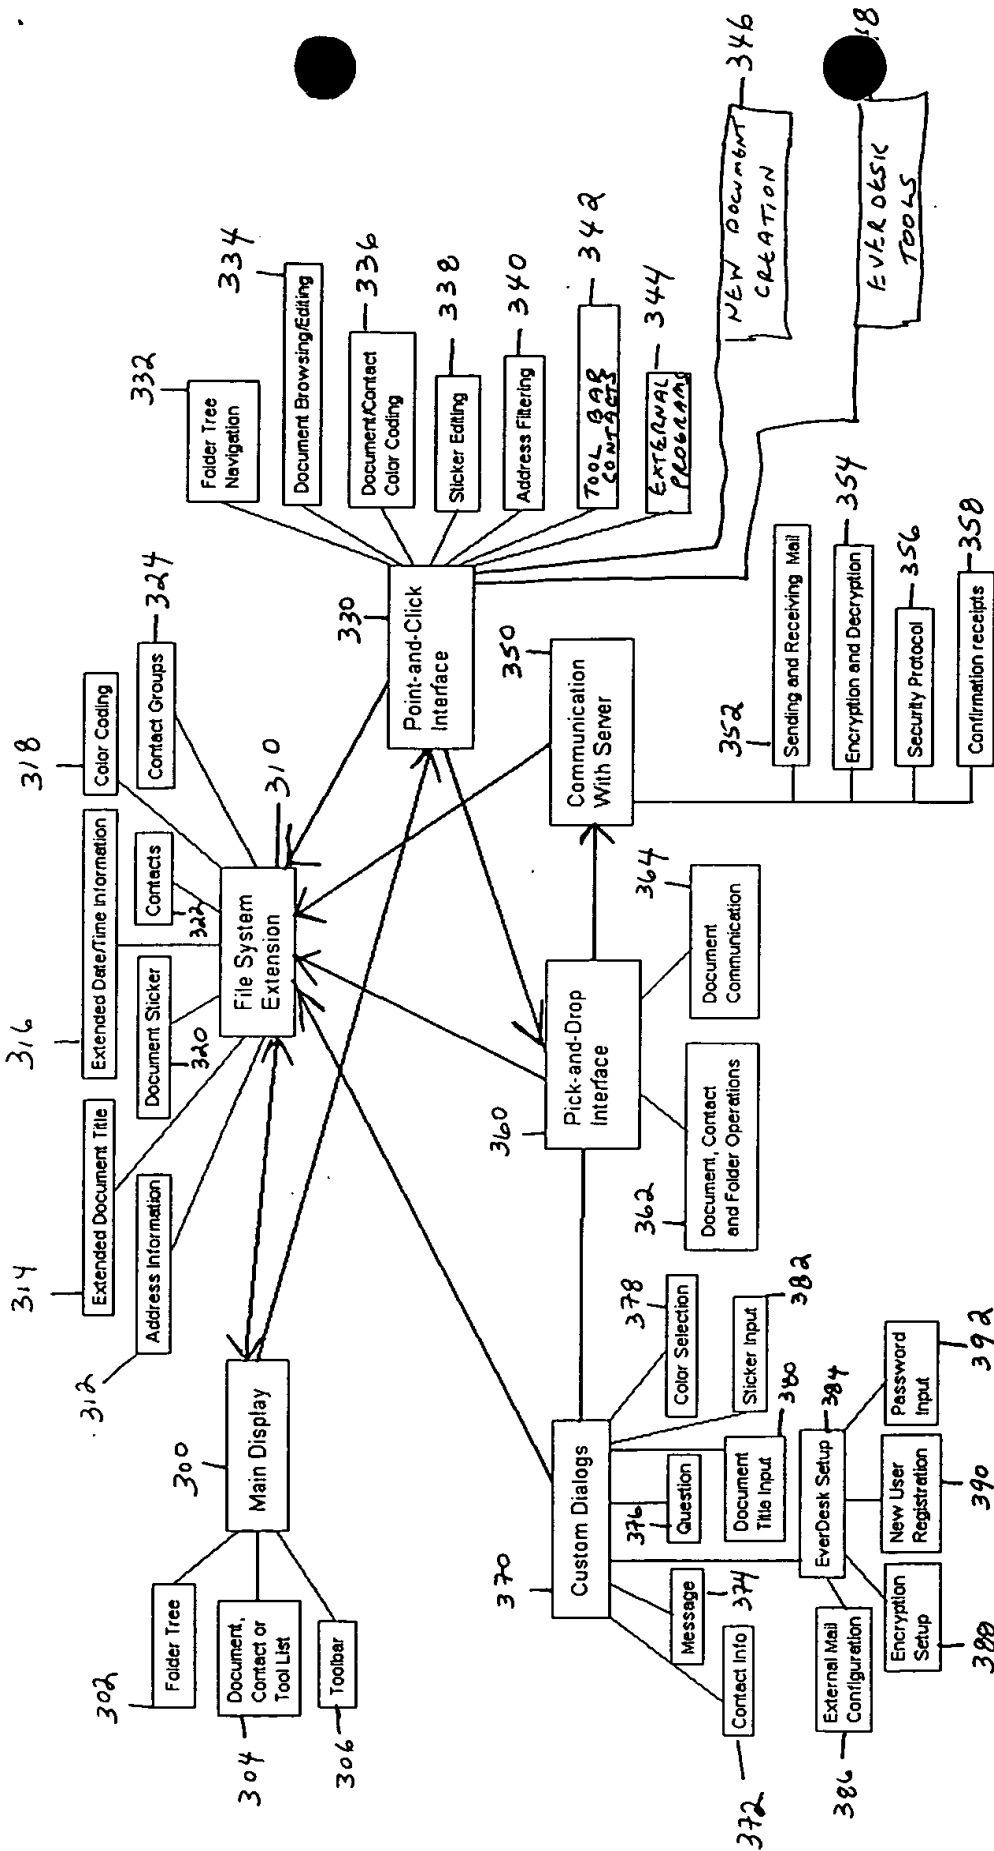 302
Folder Tree
304
Document,
Contact or
Tool List
306
Toolbar
300
Main Display
312
Address Information
314
Extended Document Title
316
Extended Date/Time Information
318
Color Coding
320
Document Sticker
322
Contacts
324
Contact Groups
310
File System
Extension
330
Point-and-Click
Interface
332
Folder Tree
Navigation
334
Document Browsing/Editing
336
Document/Contact
Color Coding
338
Sticker Editing
340
Address Filtering
342
TOOL BAR
CONTACTS
344
EXTERNAL
PROGRAMS
346
NEW DOCUMENT
CREATION
8
EVERDESK
TOOLS
350
Communication
With Server
352
Sending and Receiving Mail
354
Encryption and Decryption
356
Security Protocol
358
Confirmation receipts
360
Pick-and-Drop
Interface
362
Document, Contact
and Folder Operations
364
Document
Communication
370
Custom Dialogs
372
Contact Info
374
Message
376
Question
378
Color Selection
380
Document
Title Input
382
Sticker Input
384
EverDesk Setup
386
External Mail
Configuration
388
Encryption
Setup
390
New User
Registration
392
Password
Input